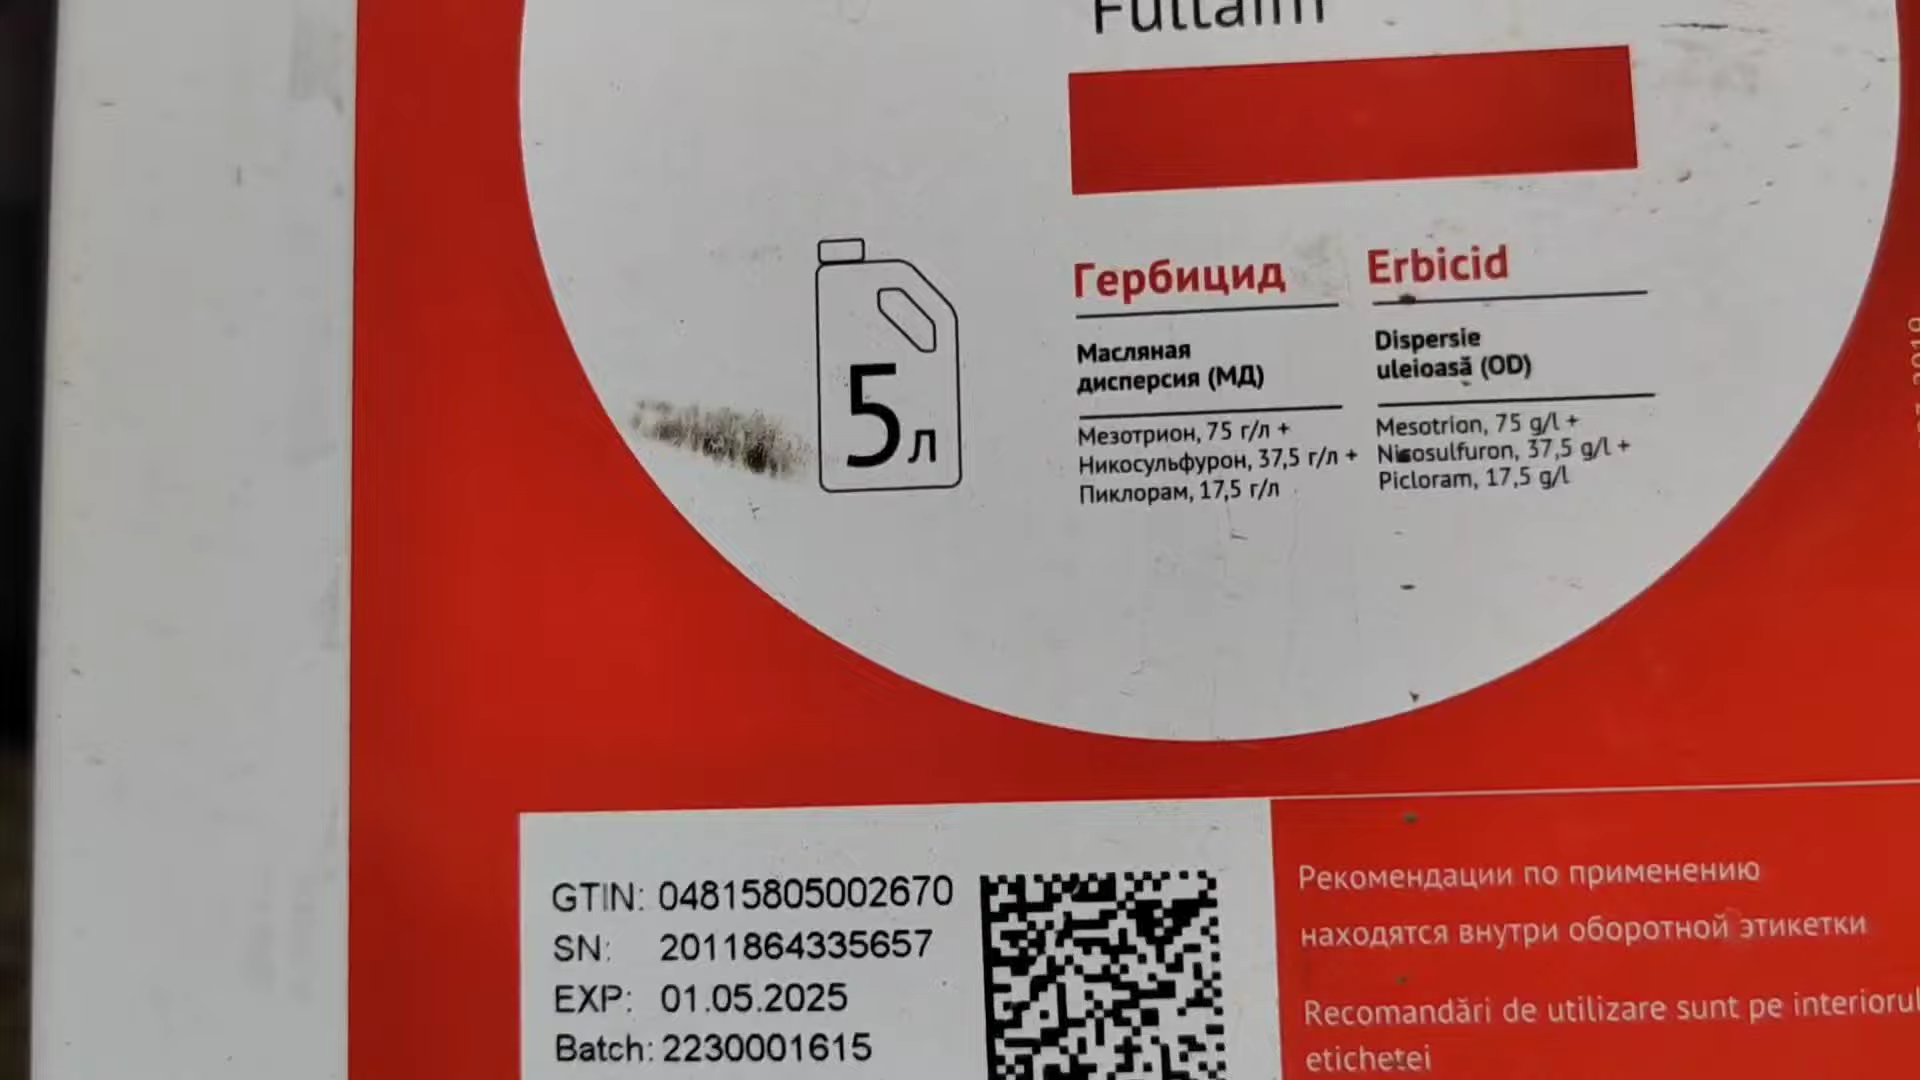 Гербицид
Масляная
дисперсия (МД)
Мезотрион, 75 г/л +
Никосульфурон, 37,5 г/л +
Пиклорам, 17,5 г/л
Erbicid
Dispersie
uleioasă (OD)
Mesotrion, 75 g/l +
Nicosulfuron, 37,5 g/l +
Picloram, 17,5 g/l
5л
GTIN: 04815805002670
SN: 2011864335657
EXP: 01.05.2025
Batch: 2230001615
Рекомендации по применению
находятся внутри оборотной этикетки
Recomandări de utilizare sunt pe interiorul
etichetei